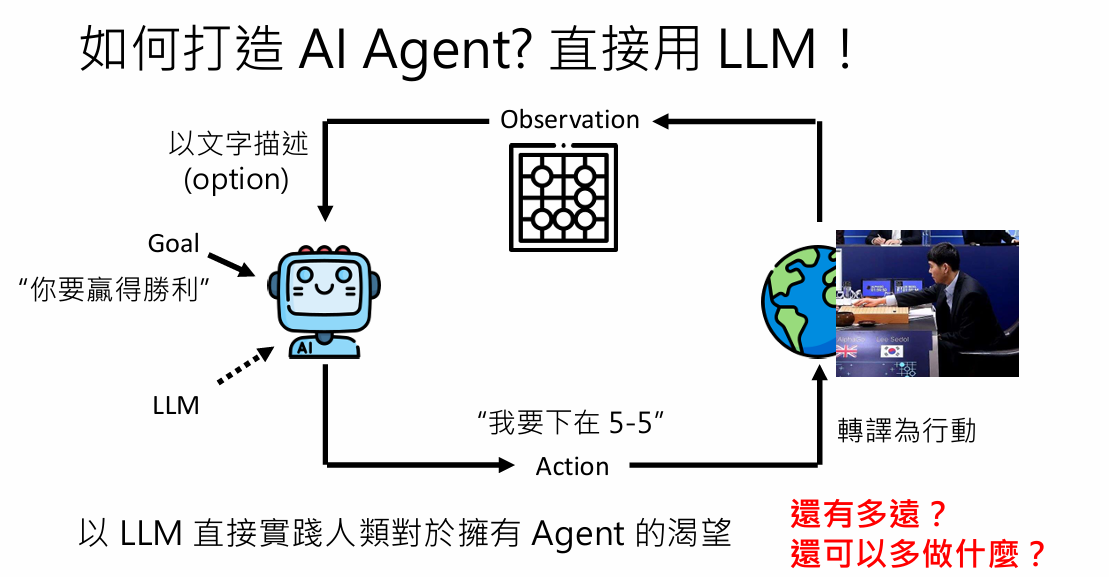 如何打造 AI Agent? 直接用 LLM！
Observation
以文字描述
(option)
Goal
“你要贏得勝利”
AI
LLM
Lee Sedol
“我要下在 5-5”
Action
轉譯為行動
以 LLM 直接實踐人類對於擁有 Agent 的渴望
還有多遠？
還可以多做什麼？